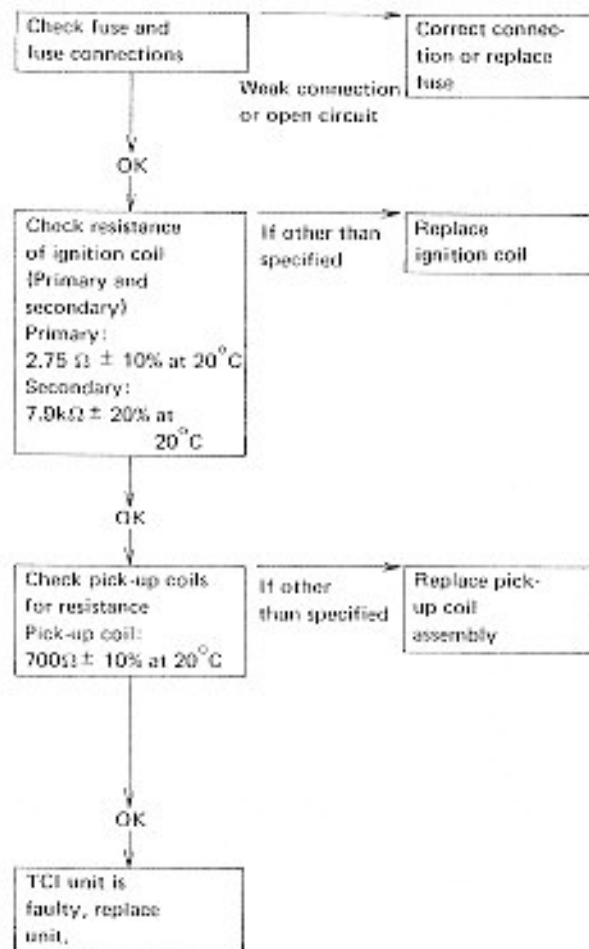 Check fuse and
fuse connections
Correct connec-
tion or replace
fuse
Weak connection
or open circuit
OK
Check resistance
of ignition coil
(Primary and
secondary)
Primary:
2.75 Ω ± 10% at 20°C
Secondary:
7.9kΩ ± 20% at
20°C
If other than
specified
Replace
ignition coil
OK
Check pick-up coils
for resistance
Pick-up coil:
700Ω ± 10% at 20°C
If other
than specified
Replace pick-
up coil
assembly
OK
TCI unit is
faulty, replace
unit.